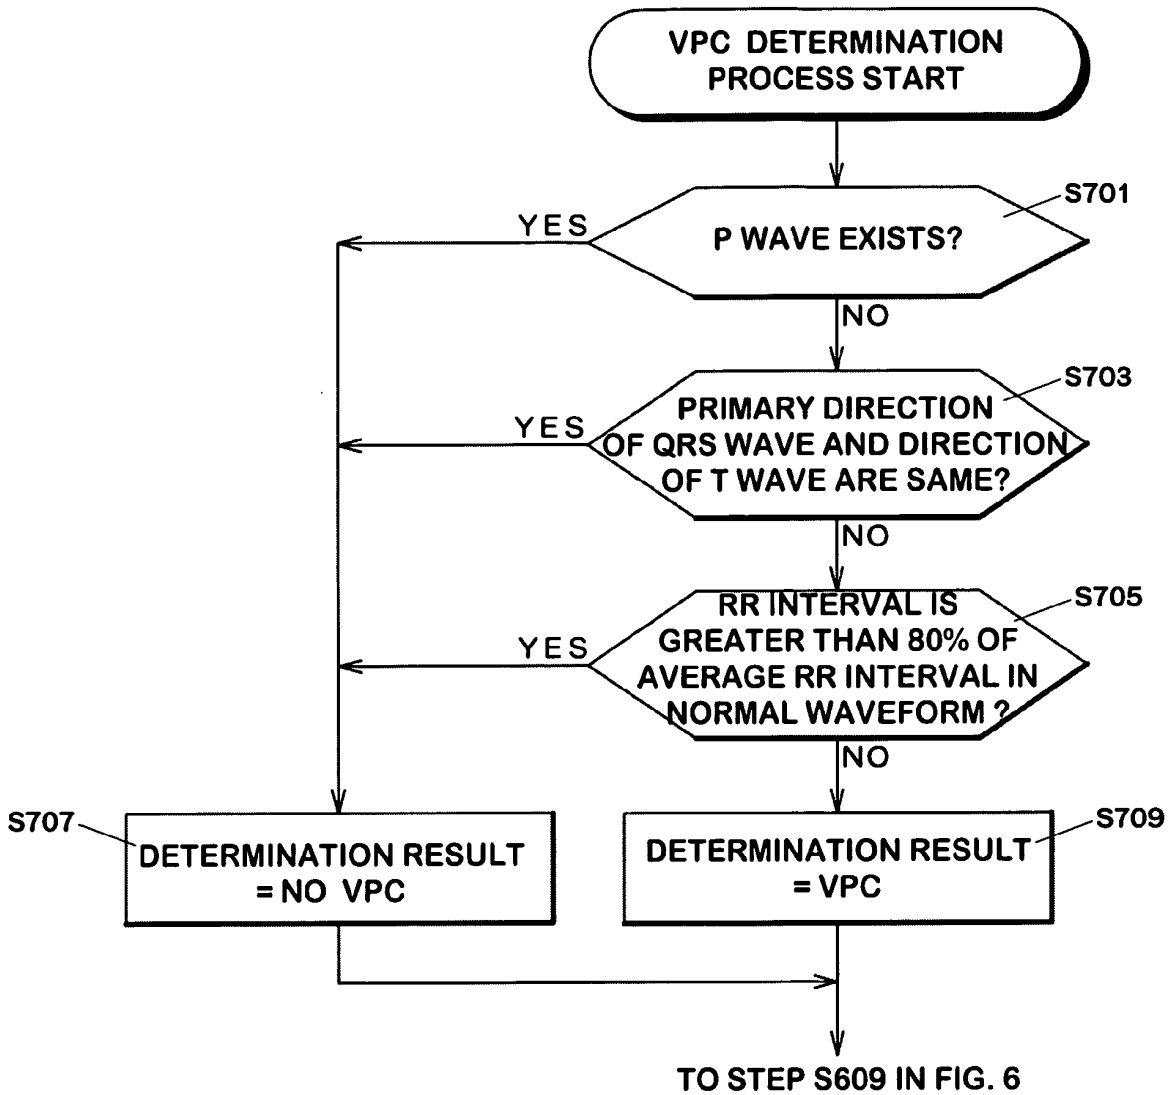 VPC DETERMINATION
PROCESS START
S701
YES
P WAVE EXISTS?
NO
S703
YES
PRIMARY DIRECTION
OF QRS WAVE AND DIRECTION
OF T WAVE ARE SAME?
NO
S705
YES
RR INTERVAL IS
GREATER THAN 80% OF
AVERAGE RR INTERVAL IN
NORMAL WAVEFORM ?
NO
S707
DETERMINATION RESULT
= NO VPC
S709
DETERMINATION RESULT
= VPC
TO STEP S609 IN FIG. 6